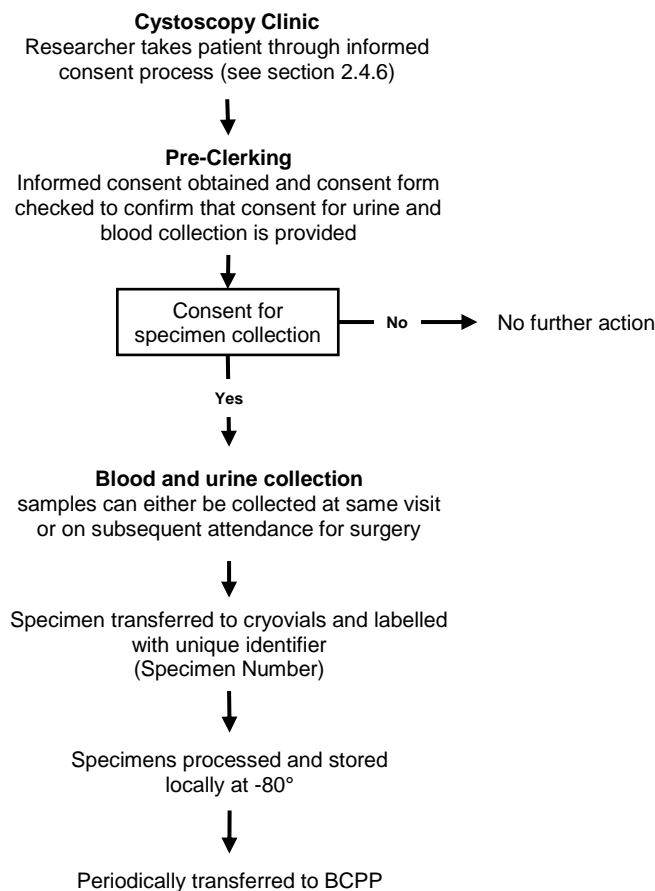 Cystoscopy Clinic
Researcher takes patient through informed
consent process (see section 2.4.6)
Pre-Clerking
Informed consent obtained and consent form
checked to confirm that consent for urine and
blood collection is provided
Consent for
specimen collection
No
No further action
Yes
Blood and urine collection
samples can either be collected at same visit
or on subsequent attendance for surgery
Specimen transferred to cryovials and labelled
with unique identifier
(Specimen Number)
Specimens processed and stored
locally at -80°
Periodically transferred to BCPP